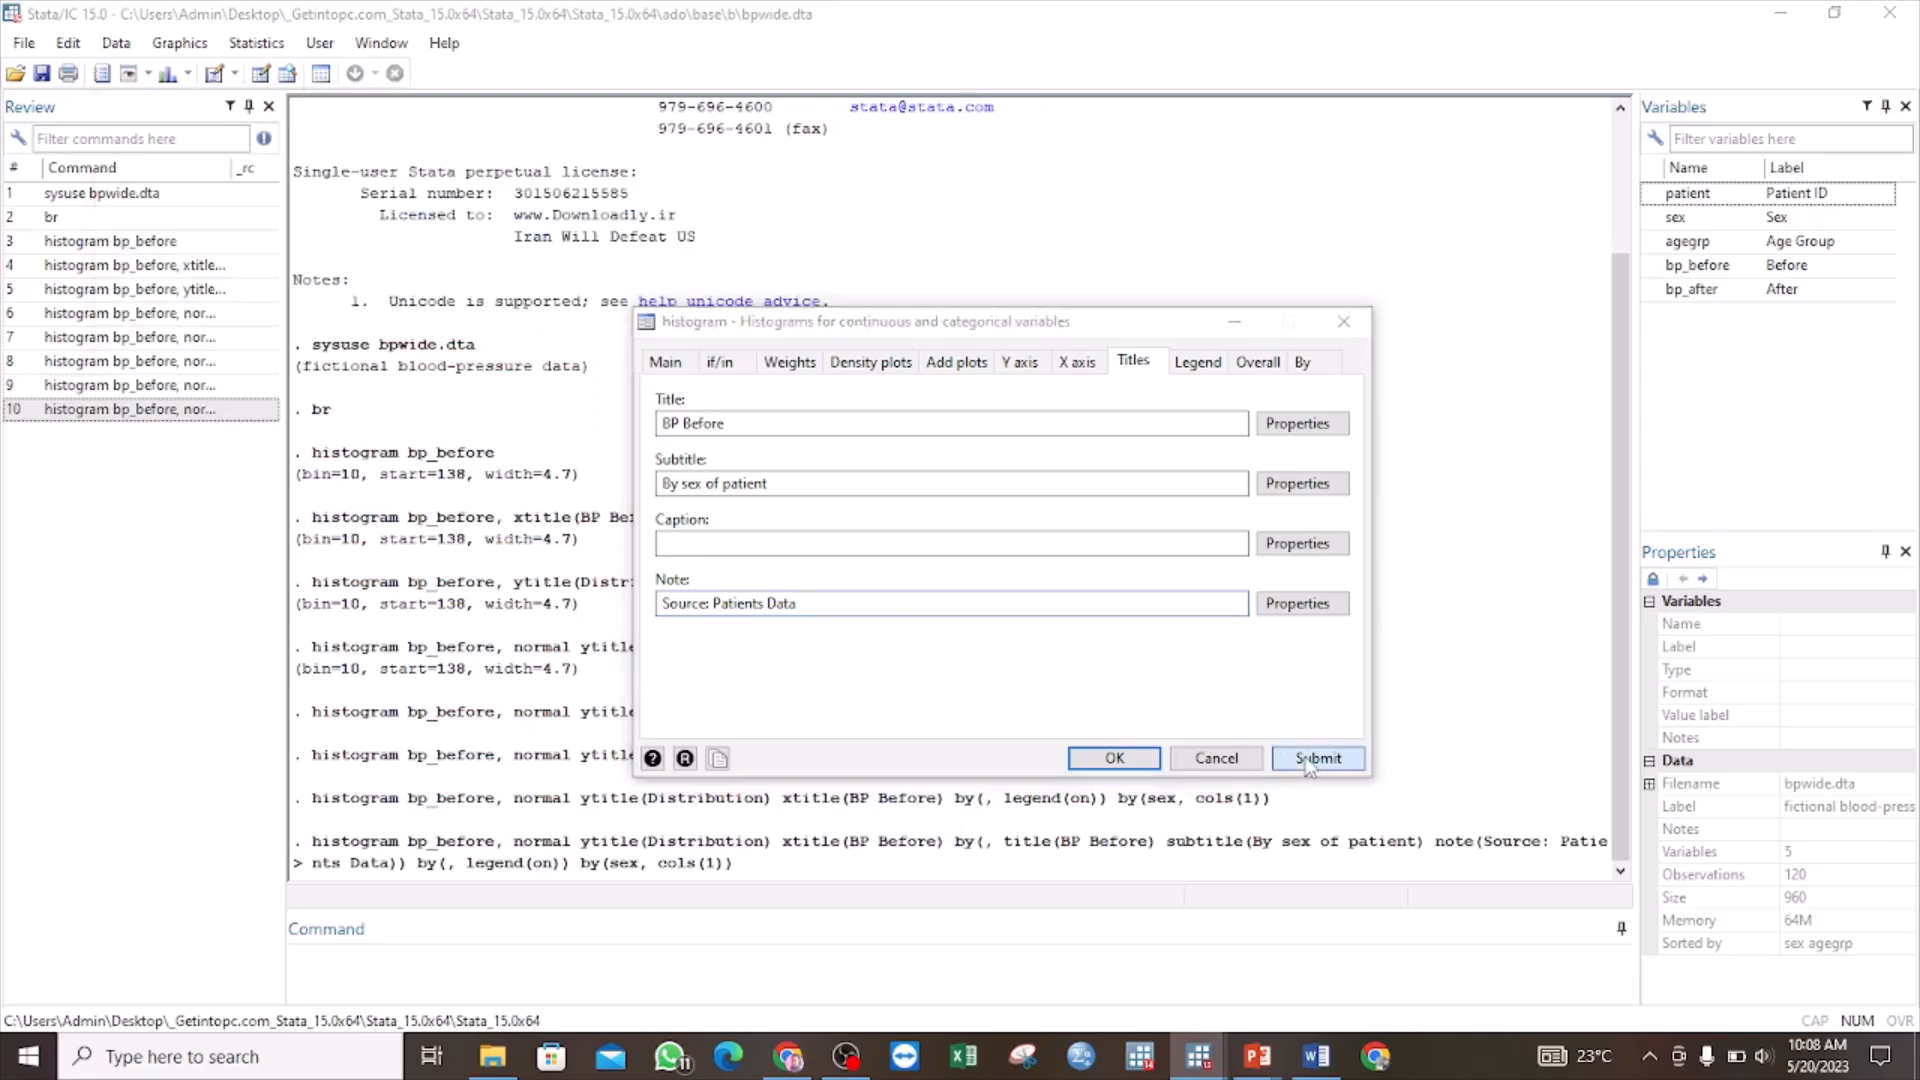 Stata/IC 15.0 - C:\Users\Admin\Desktop\_Getintopc.com_Stata_15.0x64\Stata_15.0x64\Stata_15.0x64\ado\base\b\bpwide.dta
File Edit Data Graphics Statistics User Window Help
Review
Filter commands here
# Command _rc
1 sysuse bpwide.dta
2 br
3 histogram bp_before
4 histogram bp_before, xtitle...
5 histogram bp_before, ytitle...
6 histogram bp_before, nor...
7 histogram bp_before, nor...
8 histogram bp_before, nor...
9 histogram bp_before, nor...
10 histogram bp_before, nor...
979-696-4600 stata@stata.com
979-696-4601 (fax)
Single-user Stata perpetual license:
Serial number: 301506215585
Licensed to: www.Downloadly.ir
Iran Will Defeat US
Notes:
1. Unicode is supported; see help unicode_advice.
. sysuse bpwide.dta
(fictional blood-pressure data)
. br
. histogram bp_before
(bin=10, start=138, width=4.7)
. histogram bp_before, xtitle(BP Bef
(bin=10, start=138, width=4.7)
. histogram bp_before, ytitle(Distr
(bin=10, start=138, width=4.7)
. histogram bp_before, normal ytitle
(bin=10, start=138, width=4.7)
. histogram bp_before, normal ytitle
. histogram bp_before, normal ytitle
. histogram bp_before, normal ytitle(Distribution) xtitle(BP Before) by(, legend(on)) by(sex, cols(1))
. histogram bp_before, normal ytitle(Distribution) xtitle(BP Before) by(, title(BP Before) subtitle(By sex of patient) note(Source: Patie
> nts Data)) by(, legend(on)) by(sex, cols(1))
histogram - Histograms for continuous and categorical variables
Main if/in Weights Density plots Add plots Y axis X axis Titles Legend Overall By
Title:
BP Before Properties
Subtitle:
By sex of patient Properties
Caption:
Properties
Note:
Source: Patients Data Properties
OK Cancel Submit
Command
Variables
Filter variables here
Name Label
patient Patient ID
sex Sex
agegrp Age Group
bp_before Before
bp_after After
Properties
Variables
Name
Label
Type
Format
Value label
Notes
Data
Filename bpwide.dta
Label fictional blood-press
Notes
Variables 5
Observations 120
Size 960
Memory 64M
Sorted by sex agegrp
C:\Users\Admin\Desktop\_Getintopc.com_Stata_15.0x64\Stata_15.0x64\Stata_15.0x64
CAP NUM OVR
Type here to search
11
23°C
10:08 AM
5/20/2023